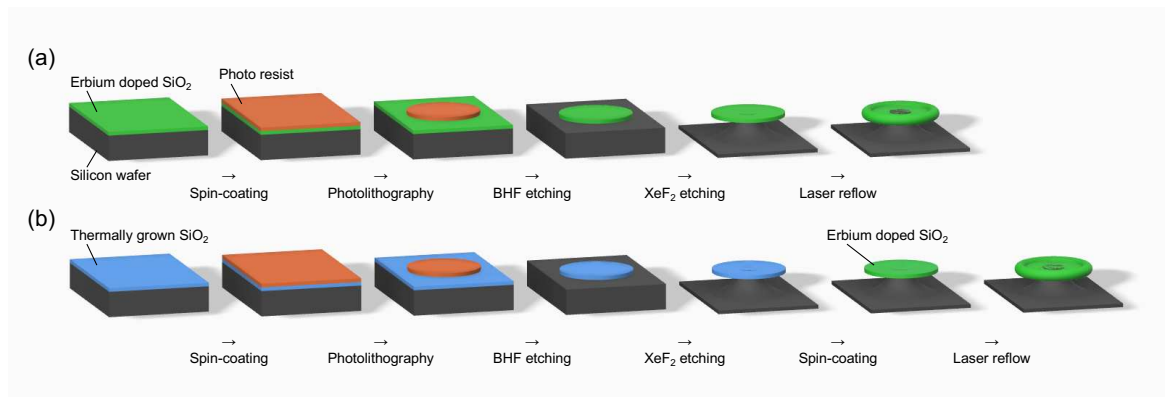 (a)
Erbium doped SiO₂
Photo resist
Silicon wafer
→ → → → →
Spin-coating Photolithography BHF etching XeF₂ etching Laser reflow
(b)
Thermally grown SiO₂
Erbium doped SiO₂
→ → → → → →
Spin-coating Photolithography BHF etching XeF₂ etching Spin-coating Laser reflow